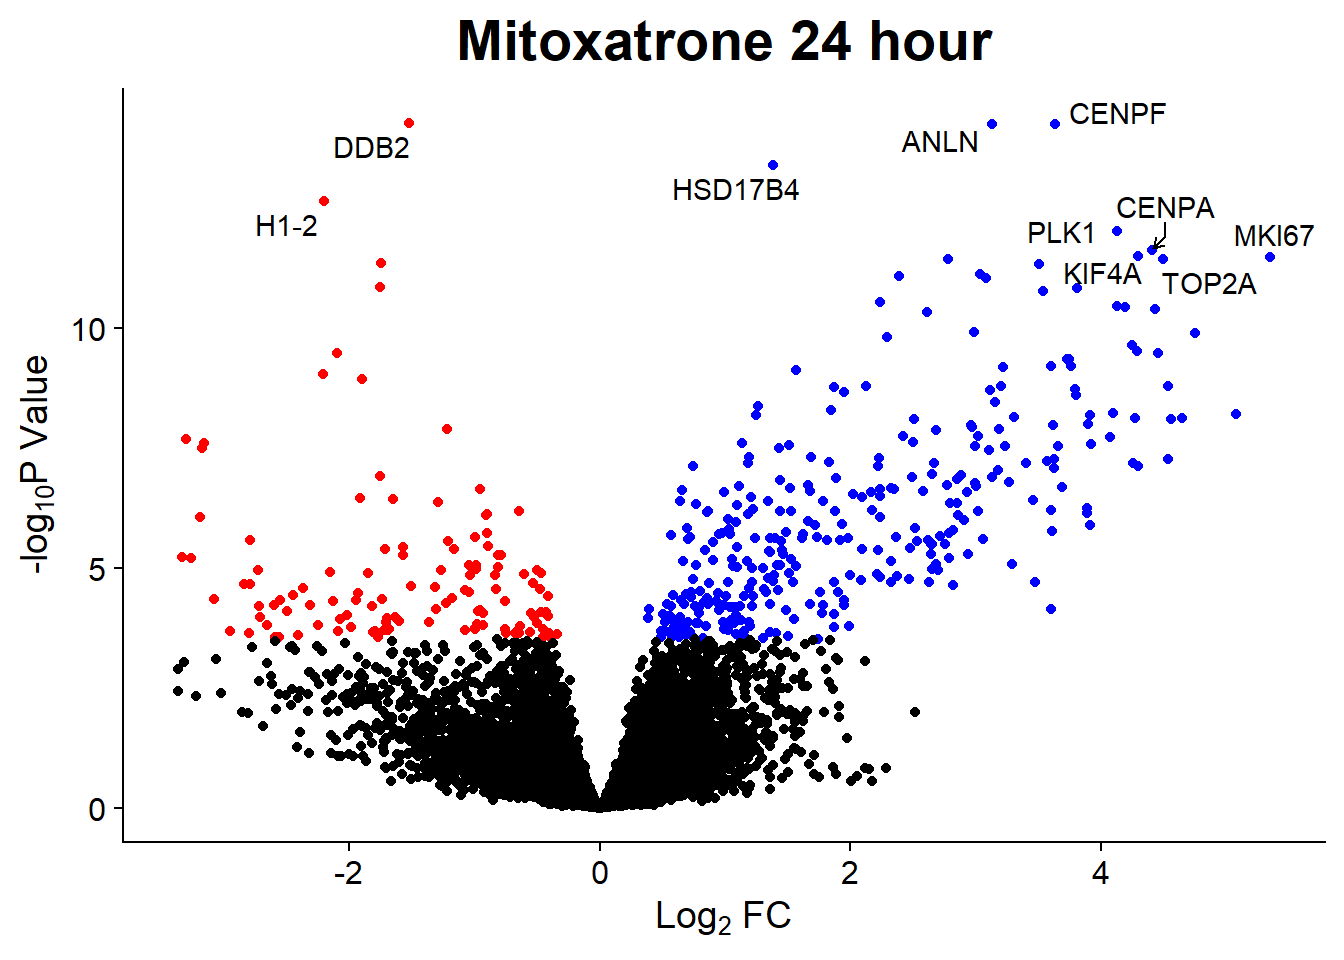 Mitoxatrone 24 hour
CENPF
DDB2
ANLN
HSD17B4
CENPA
H1-2
PLK1
MKI67
KIF4A
TOP2A
10
5
0
-log10P Value
-2
0
2
4
Log2 FC